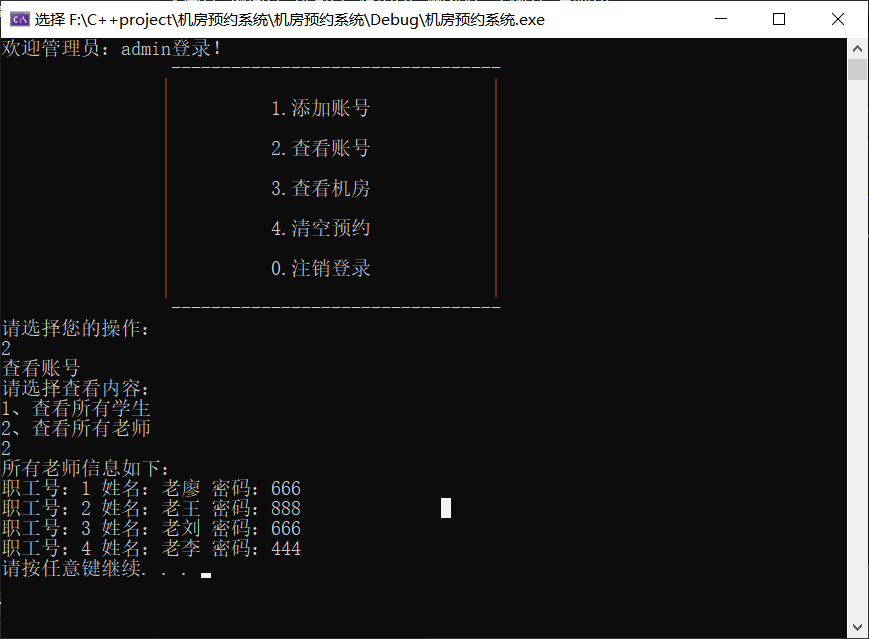 选择 F:\C++project\机房预约系统\机房预约系统\Debug\机房预约系统.exe
欢迎管理员：admin登录！
---------------------------------
1.添加账号
2.查看账号
3.查看机房
4.清空预约
0.注销登录
---------------------------------
请选择您的操作：
2
查看账号
请选择查看内容：
1、查看所有学生
2、查看所有老师
2
所有老师信息如下：
职工号：1 姓名：老廖 密码：666
职工号：2 姓名：老王 密码：888
职工号：3 姓名：老刘 密码：666
职工号：4 姓名：老李 密码：444
请按任意键继续. . .